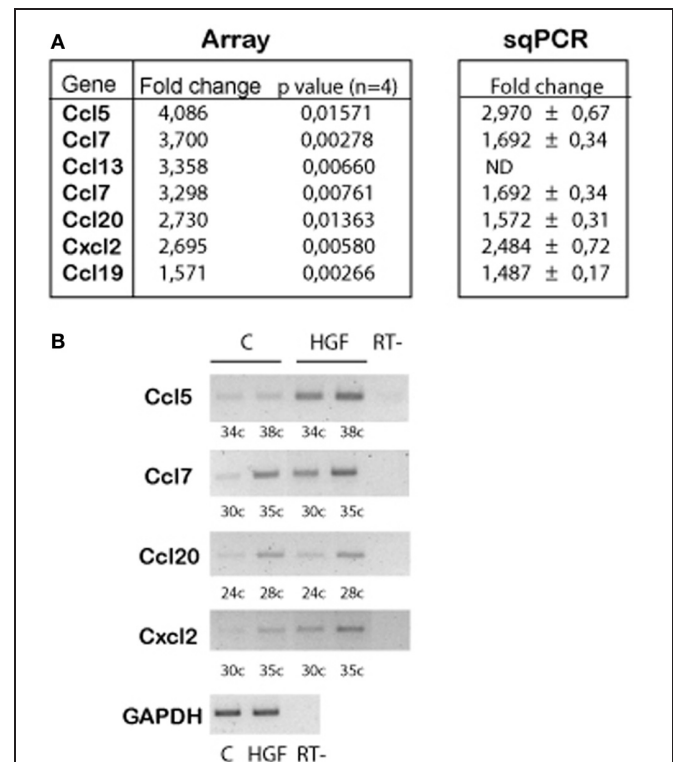 A Array sqPCR
Gene Fold change p value (n=4) Fold change
Ccl5 4,086 0,01571 2,970 ± 0,67
Ccl7 3,700 0,00278 1,692 ± 0,34
Ccl13 3,358 0,00660 ND
Ccl7 3,298 0,00761 1,692 ± 0,34
Ccl20 2,730 0,01363 1,572 ± 0,31
Cxcl2 2,695 0,00580 2,484 ± 0,72
Ccl19 1,571 0,00266 1,487 ± 0,17
B C HGF RT-
Ccl5
34c 38c 34c 38c
Ccl7
30c 35c 30c 35c
Ccl20
24c 28c 24c 28c
Cxcl2
30c 35c 30c 35c
GAPDH
C HGF RT-